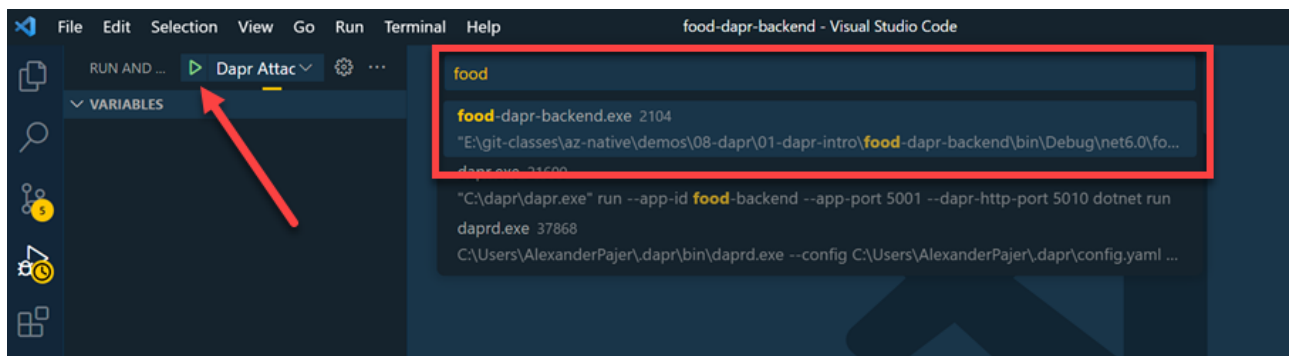 File Edit Selection View Go Run Terminal Help food-dapr-backend - Visual Studio Code
RUN AND ... Dapr Attac
VARIABLES
food
food-dapr-backend.exe 2104
"E:\git-classes\az-native\demos\08-dapr\01-dapr-intro\food-dapr-backend\bin\Debug\net6.0\fo...
dapr.exe
"C:\dapr\dapr.exe" run --app-id food-backend --app-port 5001 --dapr-http-port 5010 dotnet run
daprd.exe 37868
C:\Users\AlexanderPajer\.dapr\bin\daprd.exe --config C:\Users\AlexanderPajer\.dapr\config.yaml ...
5